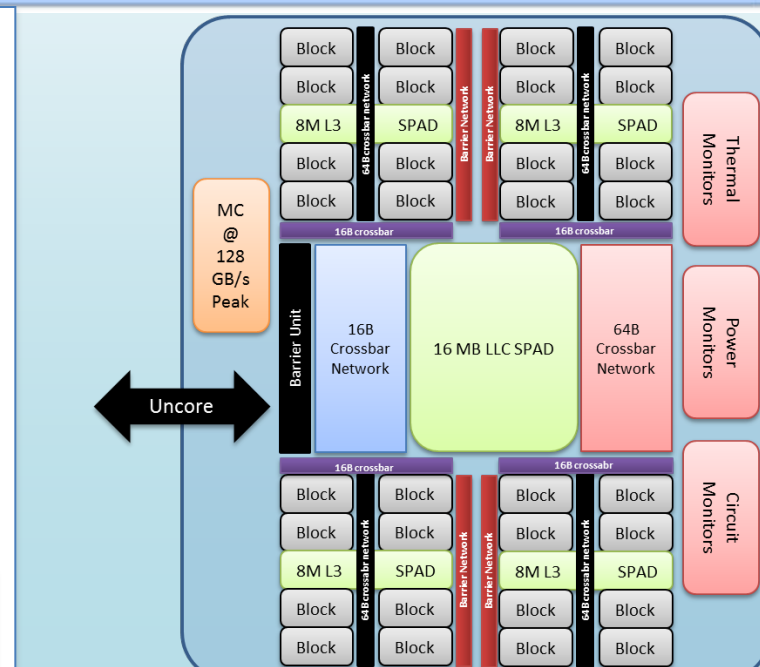 Block
Block
Block
Block
8M L3
SPAD
Block
Block
Block
Block
64B crossbar network
Barrier Network
Barrier Network
Block
Block
Block
Block
8M L3
SPAD
Block
Block
Block
Block
64B crossbar network
Thermal
Monitors
MC
@
128
GB/s
Peak
16B crossbar
16B crossbar
Barrier Unit
16B
Crossbar
Network
16 MB LLC SPAD
64B
Crossbar
Network
Power
Monitors
Uncore
16B crossbar
16B crossabr
Block
Block
Block
Block
8M L3
SPAD
Block
Block
Block
Block
64B crossabr network
Barrier Network
Barrier Network
Block
Block
Block
Block
8M L3
SPAD
Block
Block
Block
Block
64B crossabr network
Circuit
Monitors